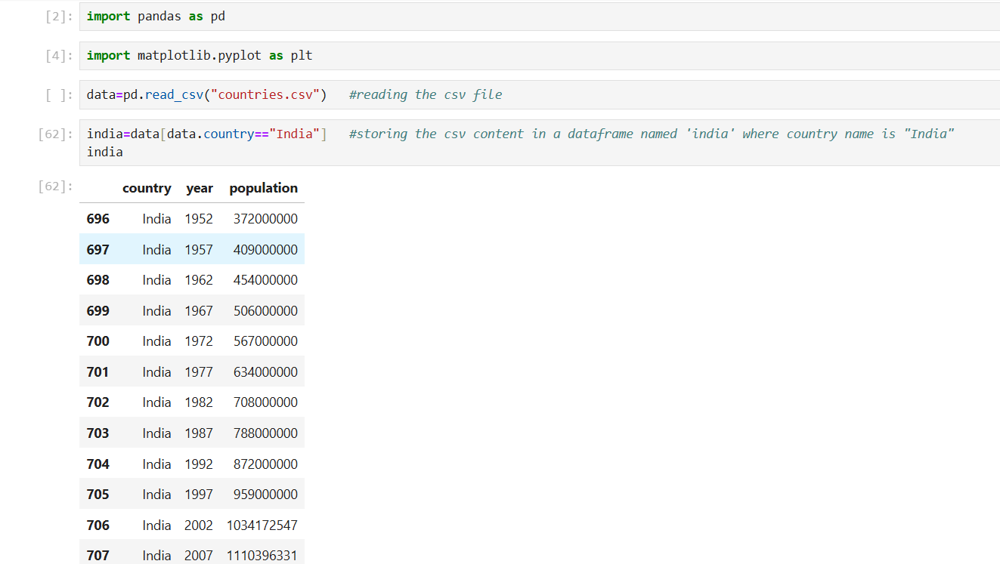 [2]: import pandas as pd
[4]: import matplotlib.pyplot as plt
[ ]: data=pd.read_csv("countries.csv")   #reading the csv file
[62]: india=data[data.country=="India"]   #storing the csv content in a dataframe named 'india' where country name is "India"
india
[62]: country year population
696 India 1952 372000000
697 India 1957 409000000
698 India 1962 454000000
699 India 1967 506000000
700 India 1972 567000000
701 India 1977 634000000
702 India 1982 708000000
703 India 1987 788000000
704 India 1992 872000000
705 India 1997 959000000
706 India 2002 1034172547
707 India 2007 1110396331